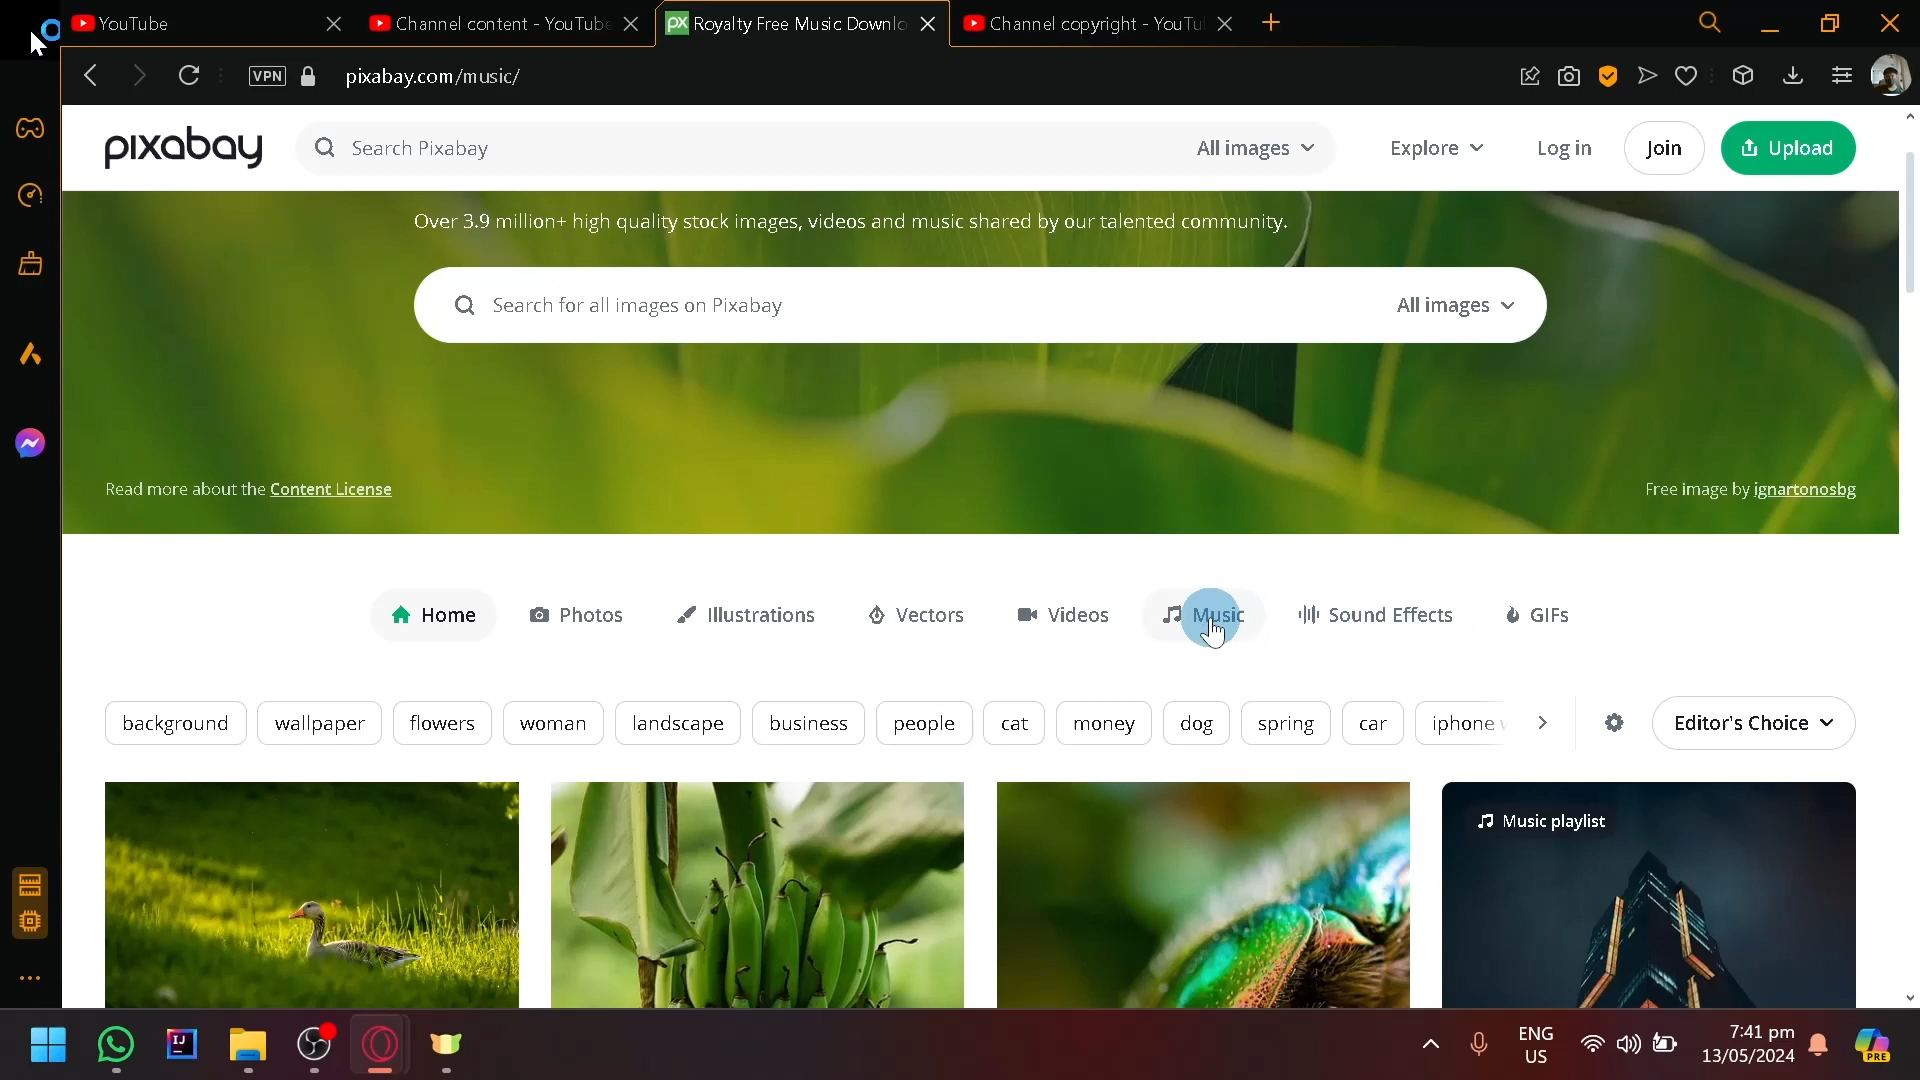 YouTube
Channel content - YouTube
Royalty Free Music Downlo
Channel copyright - YouTu
VPN
pixabay.com/music/
pixabay
Search Pixabay
All images
Explore
Log in
Join
Upload
Over 3.9 million+ high quality stock images, videos and music shared by our talented community.
Search for all images on Pixabay
All images
Read more about the Content License
Free image by ignartonosbg
Home
Photos
Illustrations
Vectors
Videos
Music
Sound Effects
GIFs
background
wallpaper
flowers
woman
landscape
business
people
cat
money
dog
spring
car
iphone
Editor's Choice
Music playlist
ENG
US
7:41 pm
13/05/2024
PRE